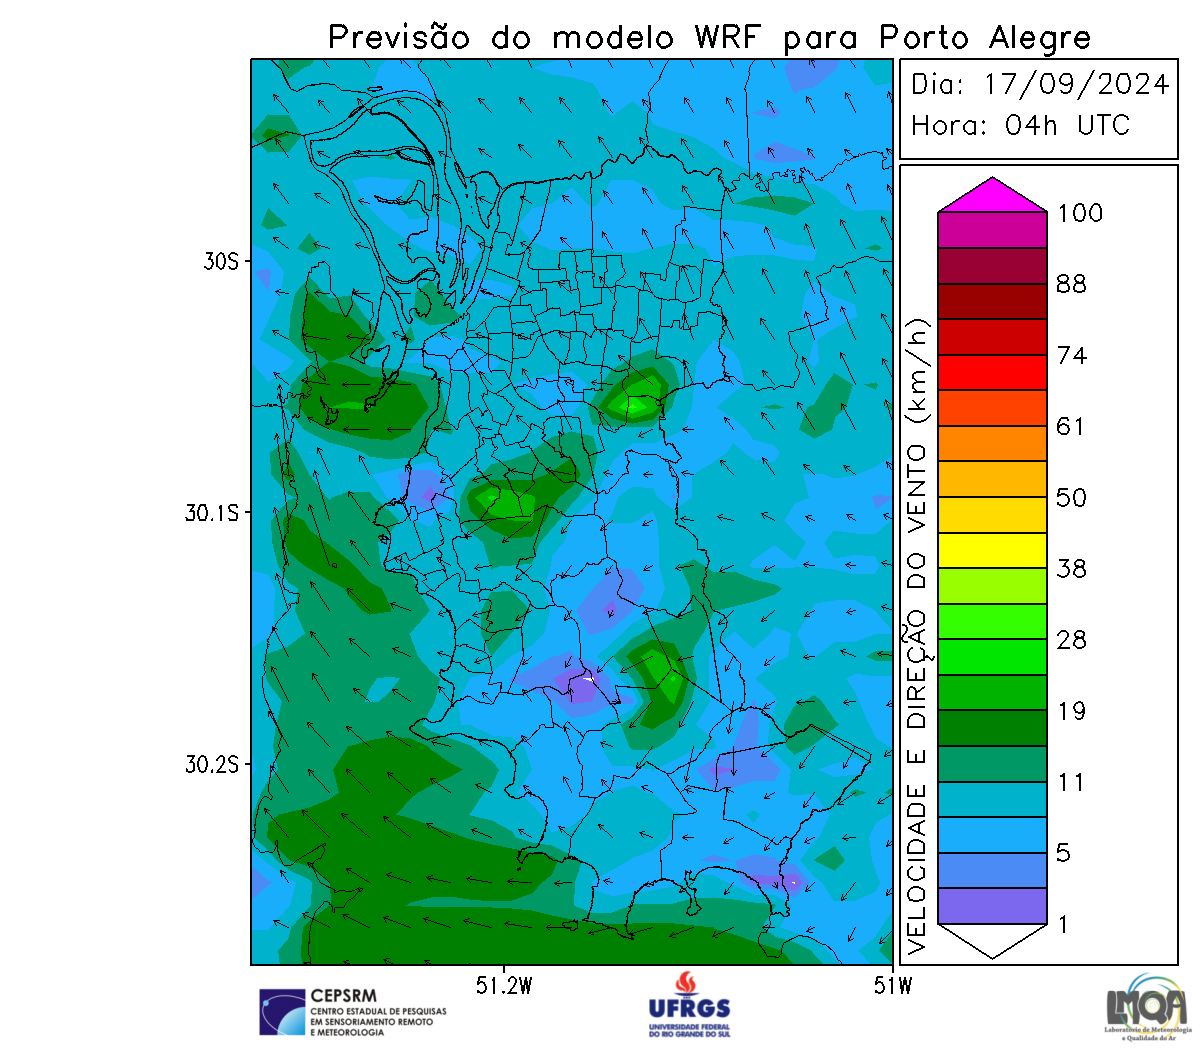 Previsão do modelo WRF para Porto Alegre
Dia: 17/09/2024
Hora: 04h UTC
30S
30.1S
30.2S
51.2W
51W
VELOCIDADE E DIREÇÃO DO VENTO (km/h)
100
88
74
61
50
38
28
19
11
5
1
CEPSRM
CENTRO ESTADUAL DE PESQUISAS
EM SENSORIAMENTO REMOTO
E METEOROLOGIA
UFRGS
UNIVERSIDADE FEDERAL
DO RIO GRANDE DO SUL
LMQA
Laboratório de Meteorologia
e Qualidade do Ar